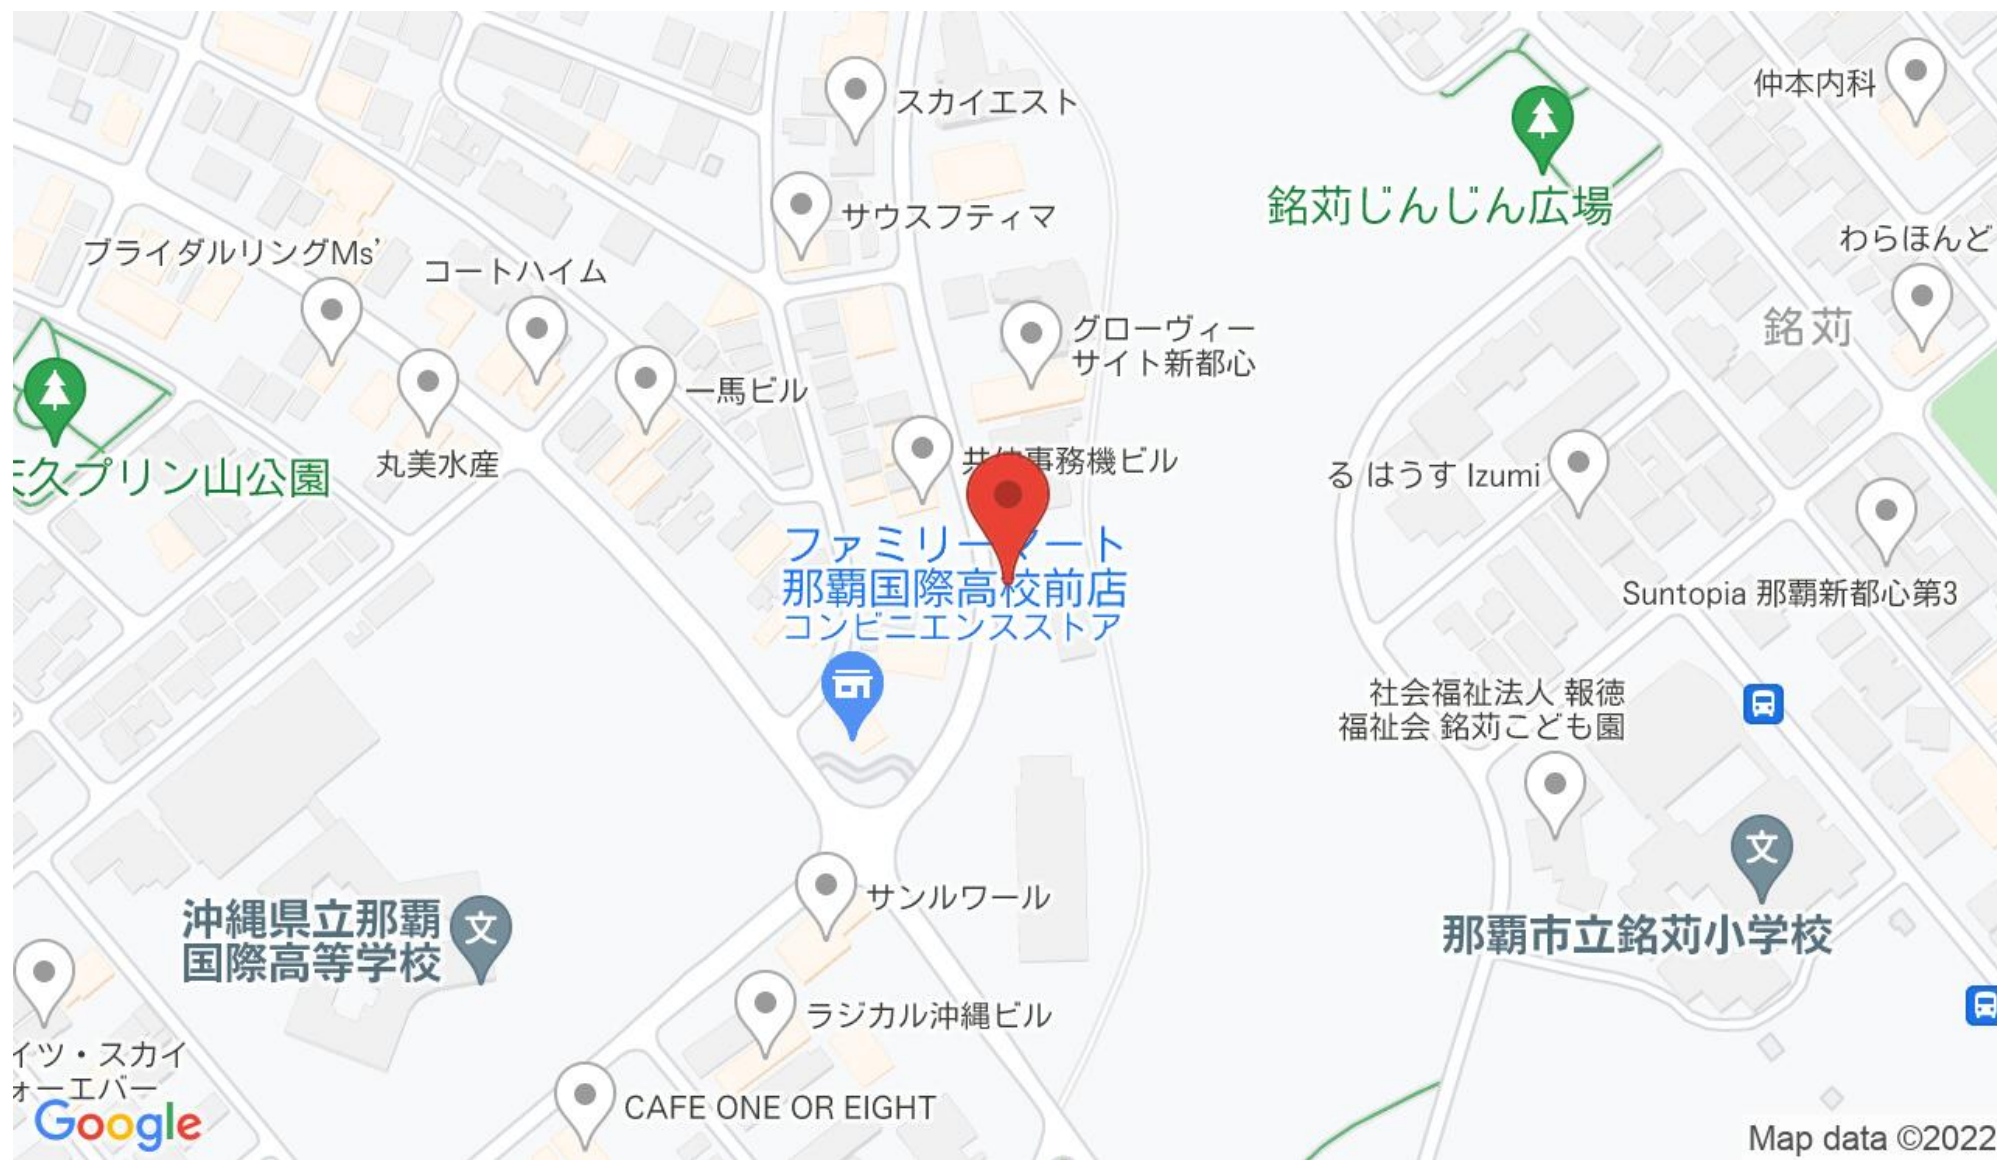 スカイエスト
仲本内科
銘苅じんじん広場
サウスフティマ
わらほんど
ブライダルリングMs'
コートハイム
グローヴィー
サイト新都心
銘苅
一馬ビル
久プリン山公園
丸美水産
事務機ビル
る はうす Izumi
ファミリーマート
那覇国際高校前店
コンビニエンスストア
Suntopia 那覇新都心第3
社会福祉法人 報徳
福祉会 銘苅こども園
文
サンルワール
沖縄県立那覇
国際高等学校
文
那覇市立銘苅小学校
ラジカル沖縄ビル
イツ・スカイ
ォーエバー
CAFE ONE OR EIGHT
Google
Map data ©2022